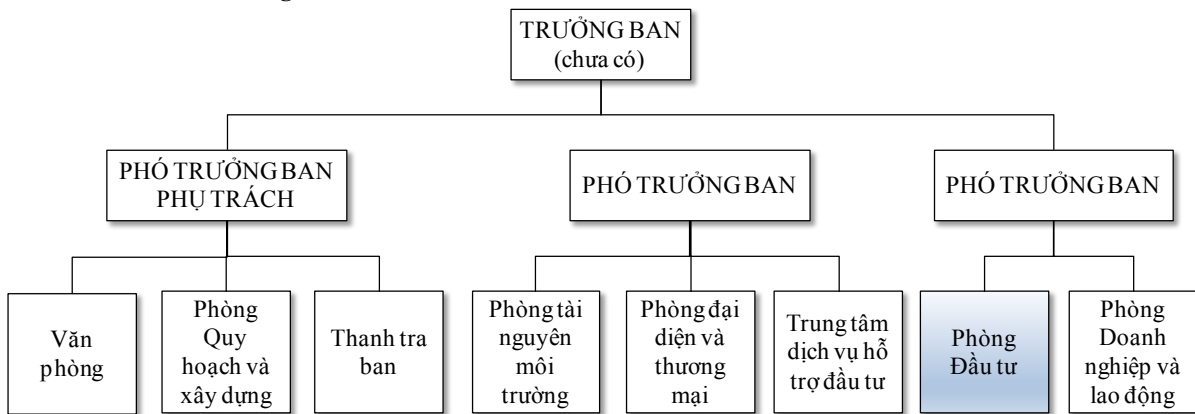 TRƯỞNG BAN
(chưa có)
PHÓ TRƯỞNG BAN
PHỤ TRÁCH
PHÓ TRƯỞNG BAN
PHÓ TRƯỞNG BAN
Văn
phòng
Phòng
Quy
hoạch và
xây dựng
Thanh tra
ban
Phòng tài
nguyên
môi
trường
Phòng đại
diện và
thương
mại
Trung tâm
dịch vụ hỗ
trợ đầu tư
Phòng
Đầu tư
Phòng
Doanh
nghiệp và
lao động